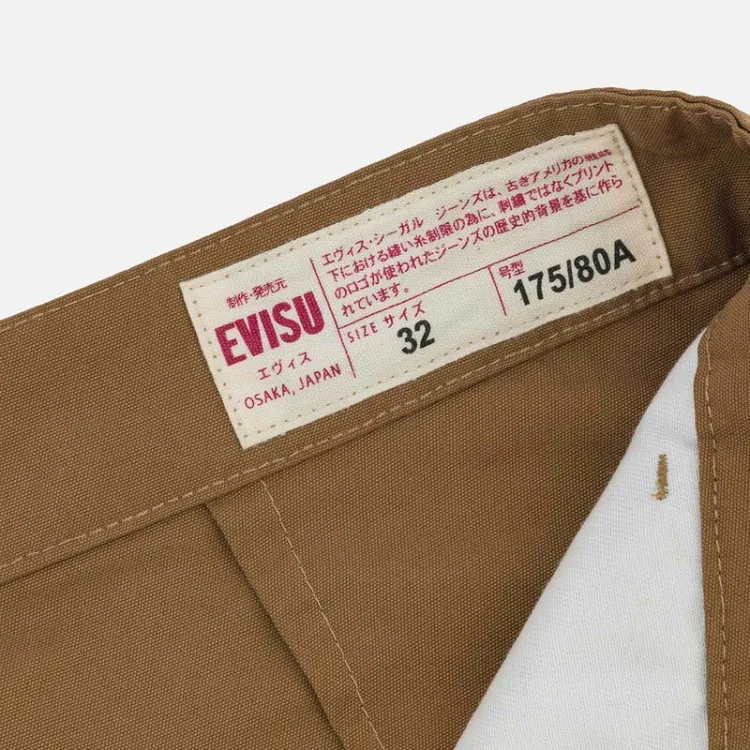 制作・発売元
EVISU
エヴィス
OSAKA, JAPAN
エヴィス・シーガル ジーンズは、古きアメリカの戦時
下における縫い糸制限の為に、刺繍ではなくプリント
のロゴが使われたジーンズの歴史的背景を基に作ら
れています。
SIZE サイズ
32
号型
175/80A